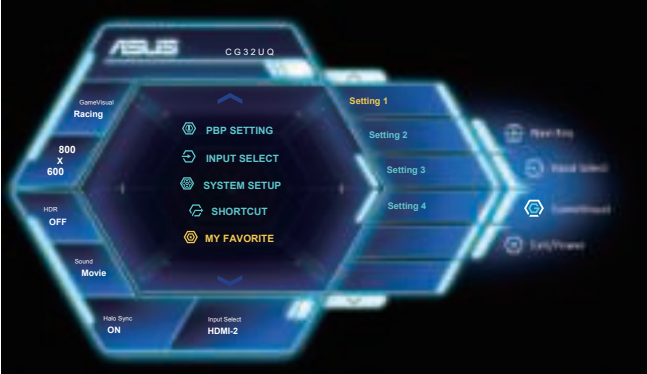 ASUS CG32UQ
GameVisual
Racing
800
X
600
HDR
OFF
Sound
Movie
Halo Sync
ON
Input Select
HDMI-2
PBP SETTING
INPUT SELECT
SYSTEM SETUP
SHORTCUT
MY FAVORITE
Setting 1
Setting 2
Setting 3
Setting 4
Input Select
GameVisual